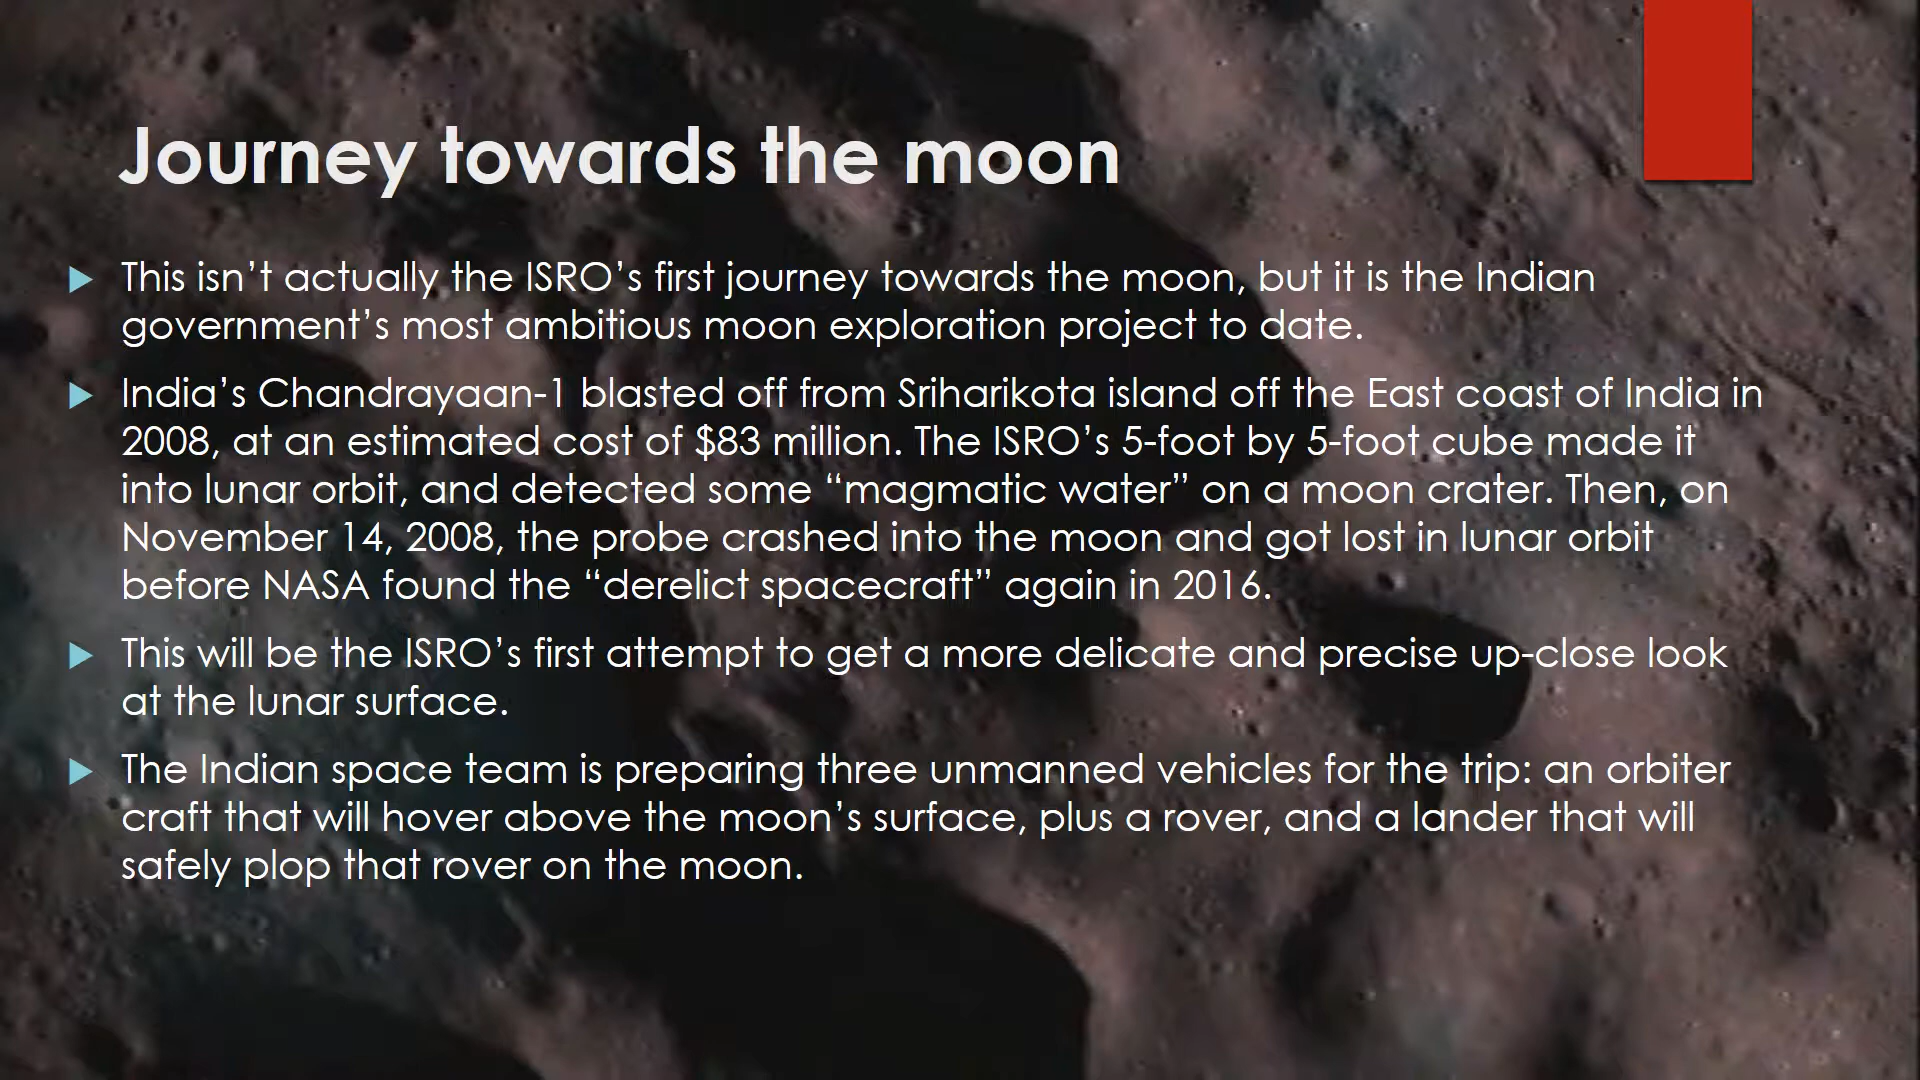 Journey towards the moon
This isn’t actually the ISRO’s first journey towards the moon, but it is the Indian
government’s most ambitious moon exploration project to date.
India’s Chandrayaan-1 blasted off from Sriharikota island off the East coast of India in
2008, at an estimated cost of $83 million. The ISRO’s 5-foot by 5-foot cube made it
into lunar orbit, and detected some “magmatic water” on a moon crater. Then, on
November 14, 2008, the probe crashed into the moon and got lost in lunar orbit
before NASA found the “derelict spacecraft” again in 2016.
This will be the ISRO’s first attempt to get a more delicate and precise up-close look
at the lunar surface.
The Indian space team is preparing three unmanned vehicles for the trip: an orbiter
craft that will hover above the moon’s surface, plus a rover, and a lander that will
safely plop that rover on the moon.